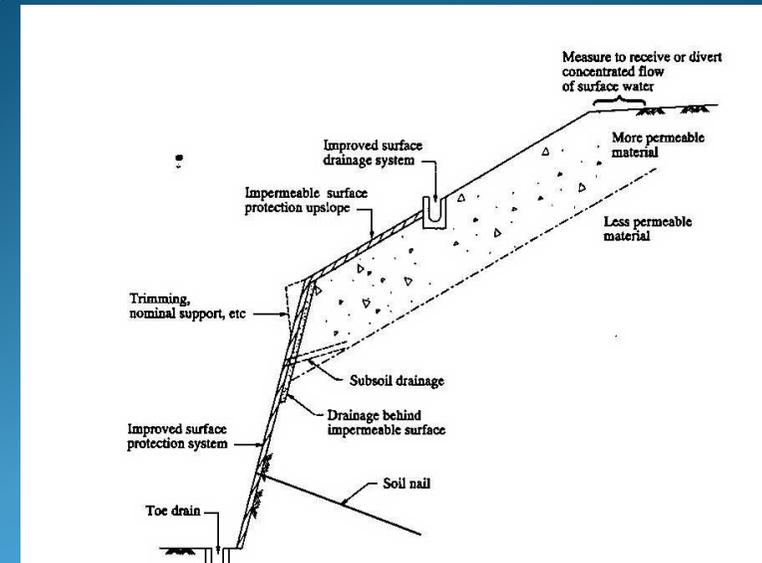 Measure to receive or divert
concentrated flow
of surface water
More permeable
material
Improved surface
drainage system
Impermeable surface
protection upslope
Less permeable
material
Trimming,
nominal support, etc
Subsoil drainage
Drainage behind
impermeable surface
Improved surface
protection system
Soil nail
Toe drain